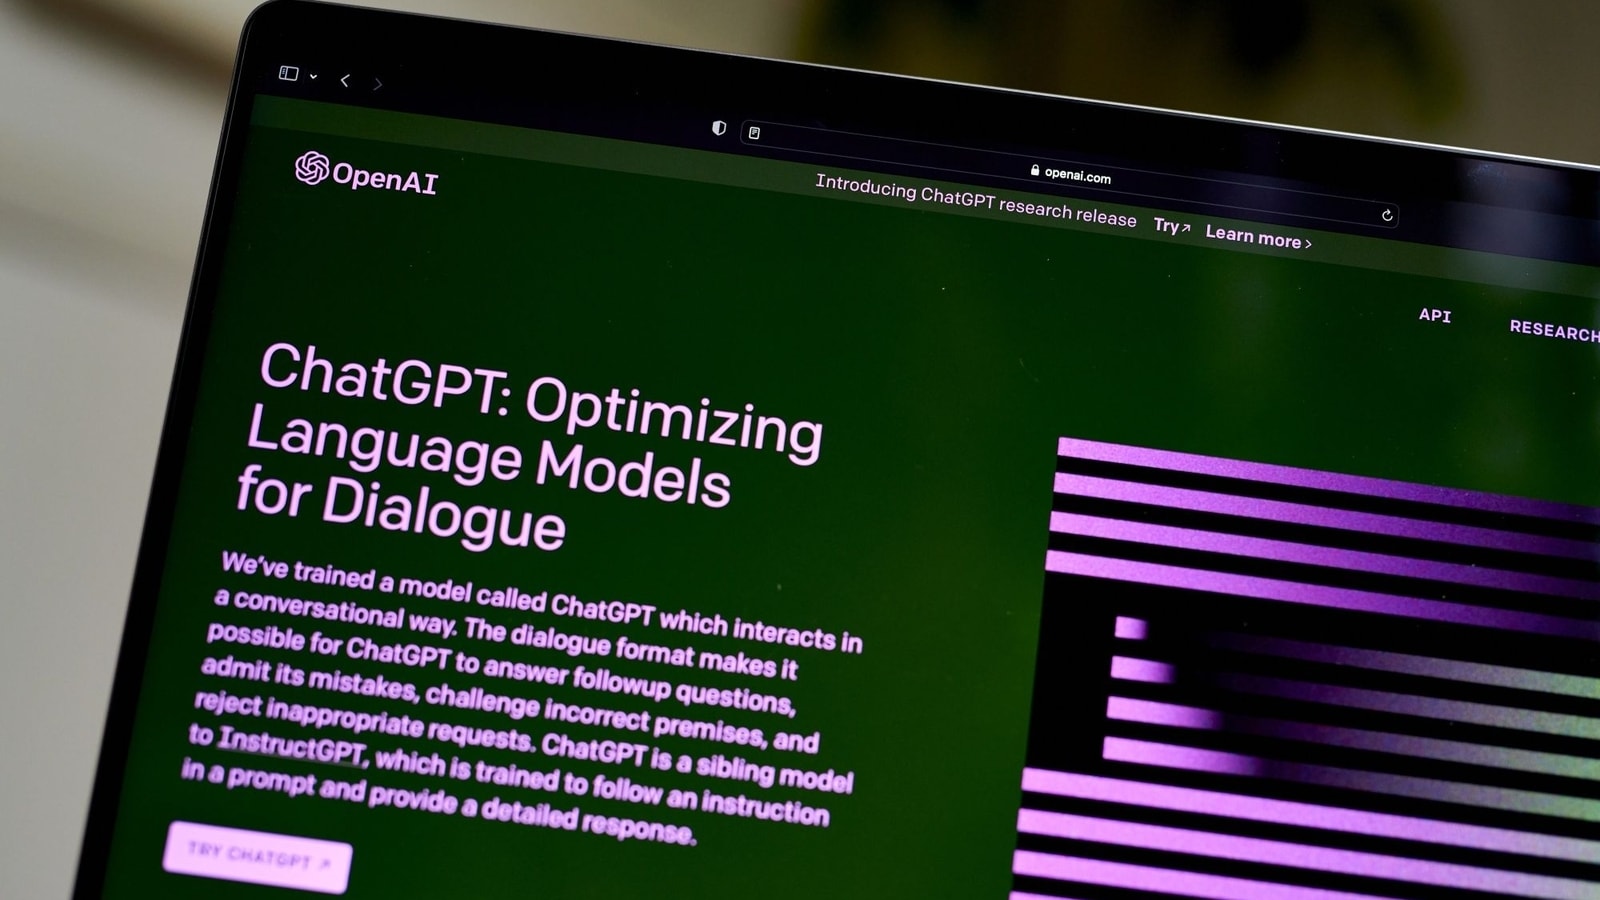 openai.com
OpenAI
Introducing ChatGPT research release Try↗ Learn more >
API RESEARCH
ChatGPT: Optimizing
Language Models
for Dialogue
We've trained a model called ChatGPT which interacts in
a conversational way. The dialogue format makes it
possible for ChatGPT to answer followup questions,
admit its mistakes, challenge incorrect premises, and
reject inappropriate requests. ChatGPT is a sibling model
to InstructGPT, which is trained to follow an instruction
in a prompt and provide a detailed response.
TRY CHATGPT ↗